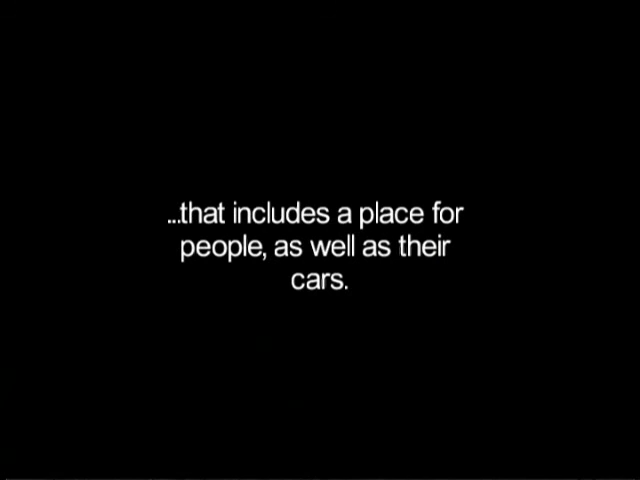 ...that includes a place for
people, as well as their
cars.